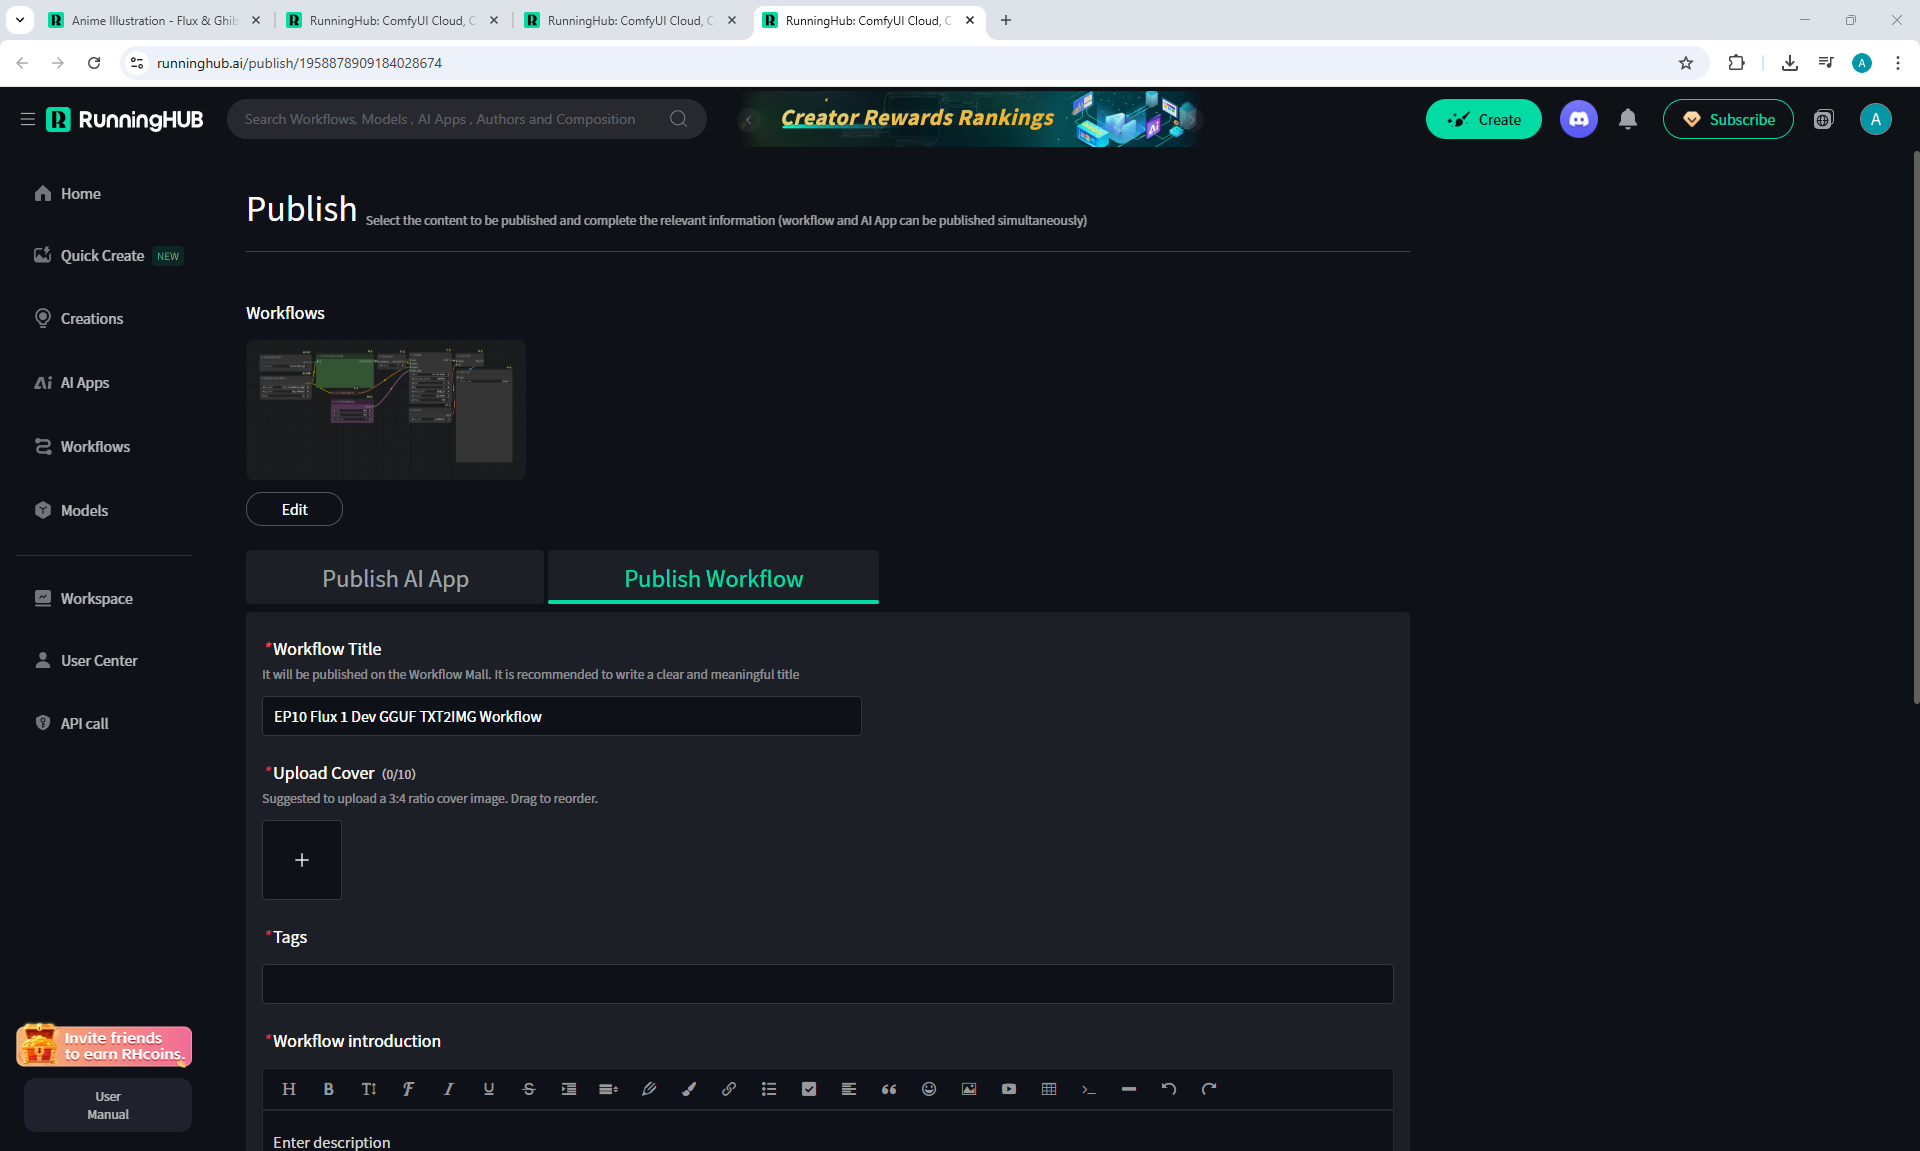 Anime Illustration - Flux & Ghib
RunningHub: ComfyUI Cloud, C
RunningHub: ComfyUI Cloud, C
RunningHub: ComfyUI Cloud, C
runninghub.ai/publish/1958878909184028674
A
RunningHUB
Search Workflows, Models , AI Apps , Authors and Composition
Creator Rewards Rankings
Ai
Create
Subscribe
A
Home
Quick Create NEW
Creations
AI Apps
Workflows
Models
Workspace
User Center
API call
Invite friends
to earn RHcoins.
User
Manual
Publish Select the content to be published and complete the relevant information (workflow and AI App can be published simultaneously)
Workflows
Edit
Publish AI App
Publish Workflow
*Workflow Title
It will be published on the Workflow Mall. It is recommended to write a clear and meaningful title
EP10 Flux 1 Dev GGUF TXT2IMG Workflow
*Upload Cover (0/10)
Suggested to upload a 3:4 ratio cover image. Drag to reorder.
+
*Tags
*Workflow introduction
Enter description